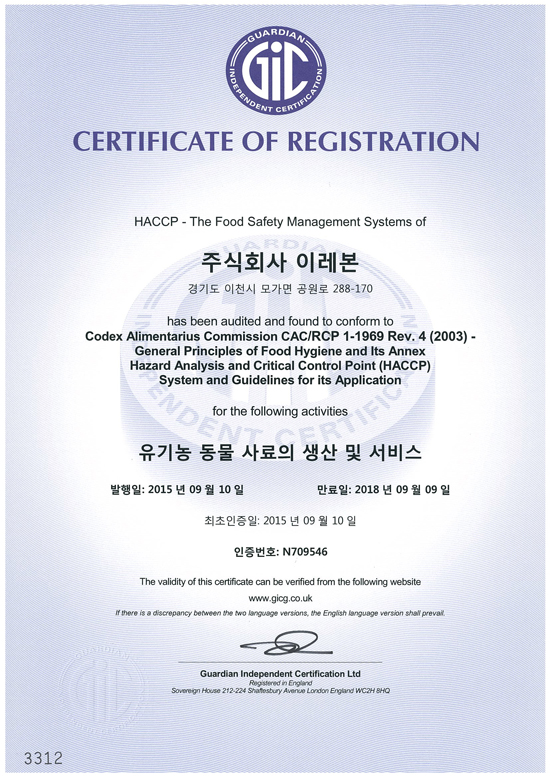 GUARDIAN
GIC
INDEPENDENT CERTIFICATION
CERTIFICATE OF REGISTRATION
HACCP - The Food Safety Management Systems of
주식회사 이레본
경기도 이천시 모가면 공원로 288-170
has been audited and found to conform to
Codex Alimentarius Commission CAC/RCP 1-1969 Rev. 4 (2003) -
General Principles of Food Hygiene and Its Annex
Hazard Analysis and Critical Control Point (HACCP)
System and Guidelines for its Application
for the following activities
유기농 동물 사료의 생산 및 서비스
발행일: 2015 년 09 월 10 일 만료일: 2018 년 09 월 09 일
최초인증일: 2015 년 09 월 10 일
인증번호: N709546
The validity of this certificate can be verified from the following website
www.gicg.co.uk
If there is a discrepancy between the two language versions, the English language version shall prevail.
Guardian Independent Certification Ltd
Registered in England
Sovereign House 212-224 Shaftesbury Avenue London England WC2H 8HQ
3312